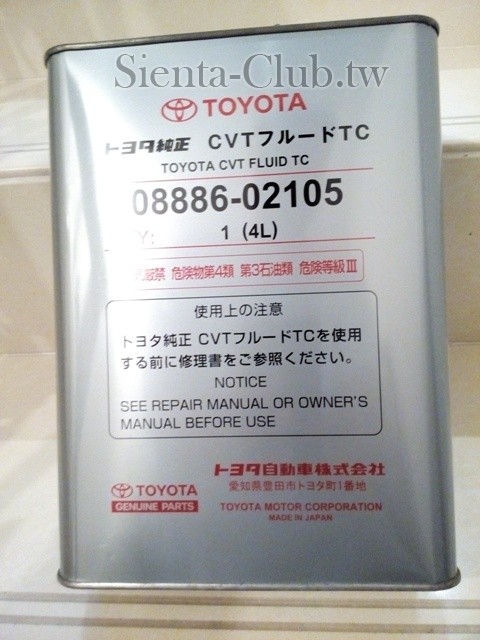 Sienta-Club.tw
TOYOTA
トヨタ純正 CVTフルードTC
TOYOTA CVT FLUID TC
08886-02105
Y: 1 (4L)
厳禁 危険物第4類 第3石油類 危険等級Ⅲ
使用上の注意
トヨタ純正 CVTフルードTCを使用
する前に修理書をご参照ください。
NOTICE
SEE REPAIR MANUAL OR OWNER'S
MANUAL BEFORE USE
TOYOTA
GENUINE PARTS
トヨタ自動車株式会社
愛知県豊田市トヨタ町1番地
TOYOTA MOTOR CORPORATION
MADE IN JAPAN